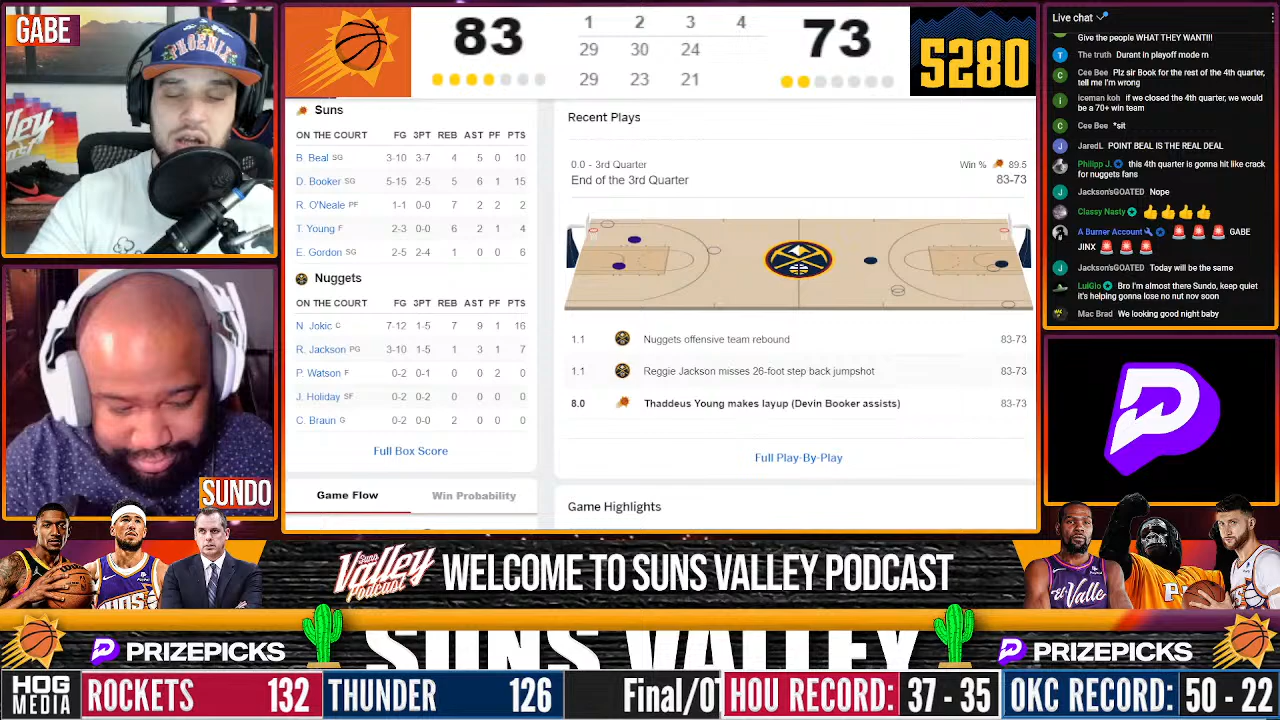 GABE
83
1 2 3 4
29 30 24
29 23 21
73
5280
Suns
ON THE COURT FG 3PT REB AST PF PTS
B. Beal SG 3-10 3-7 4 5 0 10
D. Booker SG 5-15 2-5 5 6 1 15
R. O'Neale PF 1-1 0-0 7 2 2 2
T. Young F 2-3 0-0 6 2 1 4
E. Gordon SG 2-5 2-4 1 0 0 6
Nuggets
ON THE COURT FG 3PT REB AST PF PTS
N. Jokic C 7-12 1-5 7 9 1 16
R. Jackson PG 3-10 1-5 1 3 1 7
P. Watson F 0-2 0-1 0 0 2 0
J. Holiday SF 0-2 0-2 0 0 0 0
C. Braun G 0-2 0-0 2 0 0 0
Full Box Score
Game Flow Win Probability
Recent Plays
0.0 - 3rd Quarter Win % 89.5
End of the 3rd Quarter 83-73
1.1 Nuggets offensive team rebound 83-73
1.1 Reggie Jackson misses 26-foot step back jumpshot 83-73
8.0 Thaddeus Young makes layup (Devin Booker assists) 83-73
Full Play-By-Play
Game Highlights
Live chat
Give the people WHAT THEY WANT!!!
The truth Durant in playoff mode rn
Cee Bee Plz sir Book for the rest of the 4th quarter,
tell me I'm wrong
Iceman koh if we closed the 4th quarter, we would
be a 70+ win team
Cee Bee *sit
JaredL POINT BEAL IS THE REAL DEAL
Philipp J. this 4th quarter is gonna hit like crack
for nuggets fans
Jackson'sGOATED Nope
Classy Nasty 👍👍👍👍
A Burner Account 🚨 🚨 🚨 GABE
JINX 🚨 🚨 🚨
Jackson'sGOATED Today will be the same
LuiGio Bro I'm almost there Sundo, keep quiet
it's helping gonna lose no nut nov soon
Mac Brad We looking good night baby
SUNDO
Suns Valley Podcast
WELCOME TO SUNS VALLEY PODCAST
PRIZEPICKS
SUNS VALLEY
PRIZEPICKS
HOG MEDIA
ROCKETS 132 THUNDER 126 Final/OT HOU RECORD: 37 - 35 OKC RECORD: 50 - 22